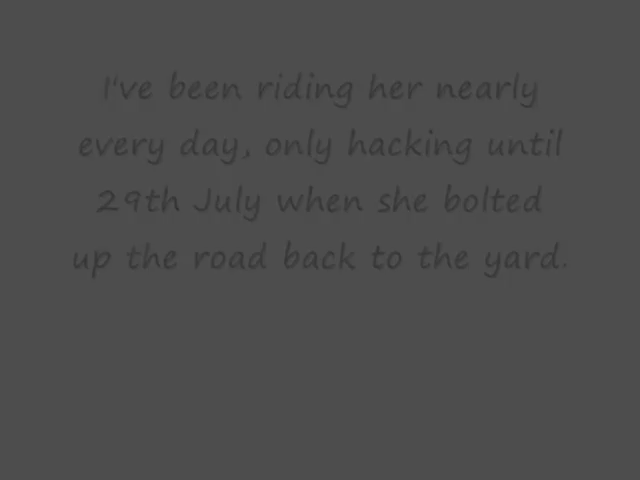 I've been riding her nearly
every day, only hacking until
29th July when she bolted
up the road back to the yard.